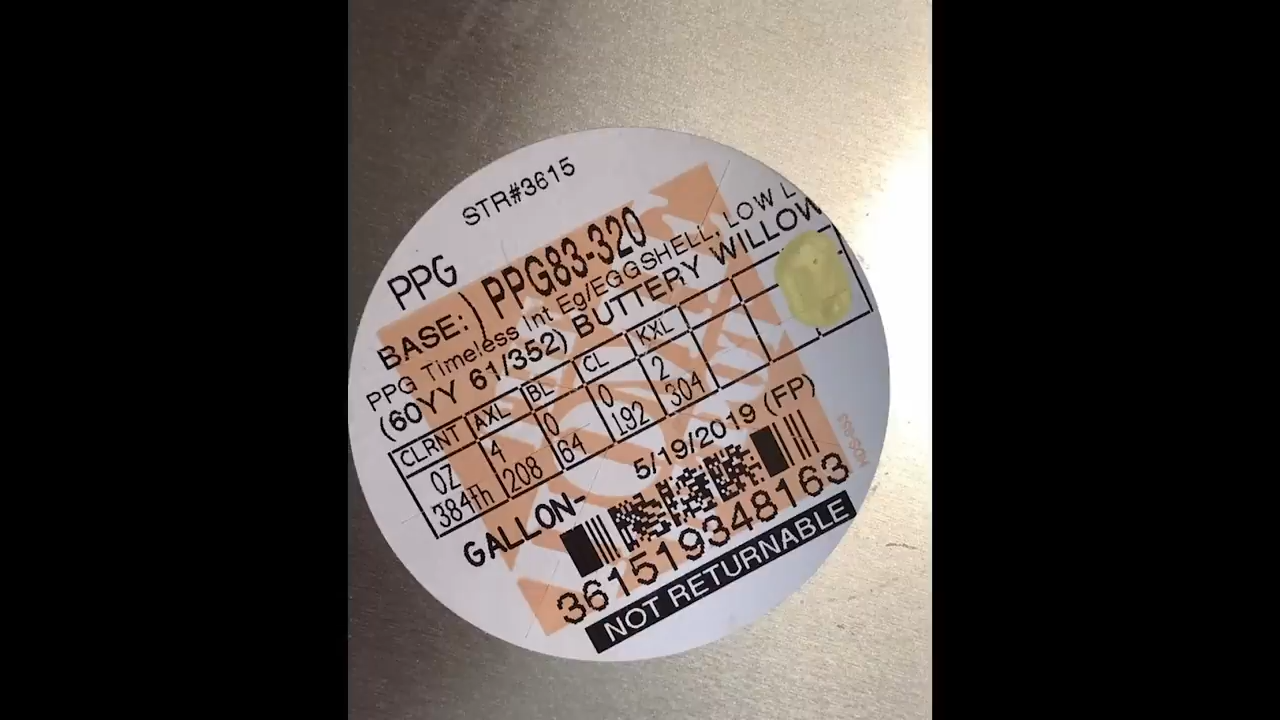 STR#3615
PPG
BASE:) PPG83-320
PPG Timeless Int Eg/EGGSHELL, LOW L
(60YY 61/352) BUTTERY WILLOW
CLRNT AXL BL CL KXL
OZ 4 0 0 2
384fh 208 64 192 304
GALLON- 5/19/2019 (FP)
361519348163
NOT RETURNABLE